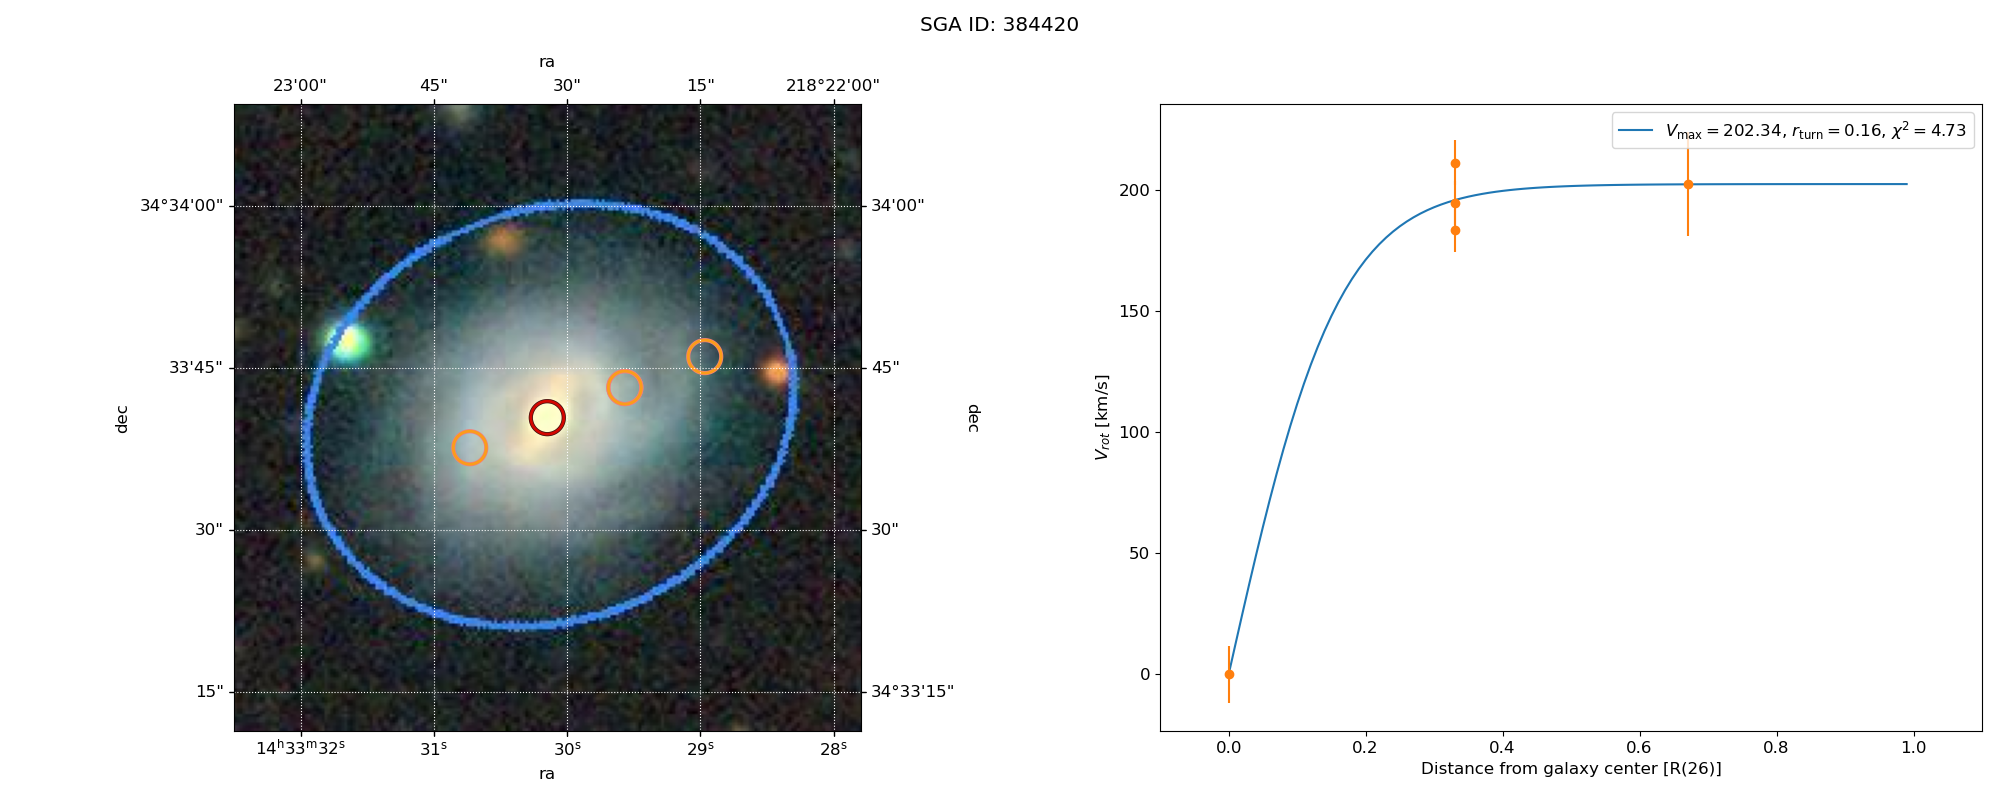 SGA ID: 384420
ra
23'00" 45" 30" 15" 218°22'00"
34°34'00" 34'00"
33'45" 45"
dec dec
30" 30"
15" 34°33'15"
14ʰ33ᵐ32ˢ 31ˢ 30ˢ 29ˢ 28ˢ
ra
V_max = 202.34, r_turn = 0.16, χ² = 4.73
200
150
100
50
0
V_rot [km/s]
0.0 0.2 0.4 0.6 0.8 1.0
Distance from galaxy center [R(26)]